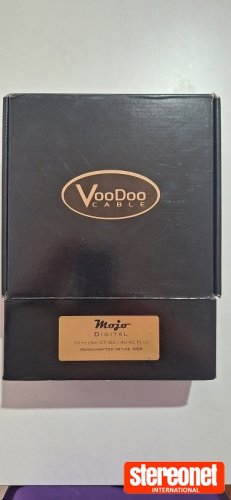 VooDoo
CABLE
Mojo
DIGITAL
HANDCRAFTED IN THE USA
stereonet
INTERNATIONAL